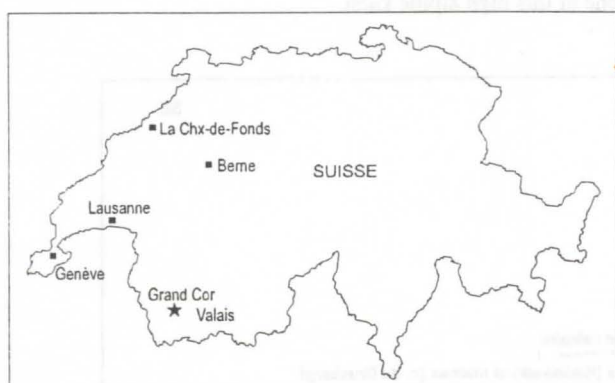 La Chx-de-Fonds
Berne
SUISSE
Lausanne
Genève
Grand Cor
Valais